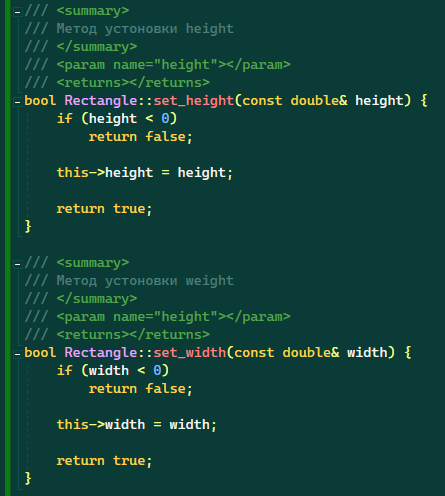 /// <summary>
/// Метод устоновки height
/// </summary>
/// <param name="height"></param>
/// <returns></returns>
bool Rectangle::set_height(const double& height) {
    if (height < 0)
        return false;

    this->height = height;

    return true;
}

/// <summary>
/// Метод устоновки weight
/// </summary>
/// <param name="height"></param>
/// <returns></returns>
bool Rectangle::set_width(const double& width) {
    if (width < 0)
        return false;

    this->width = width;

    return true;
}